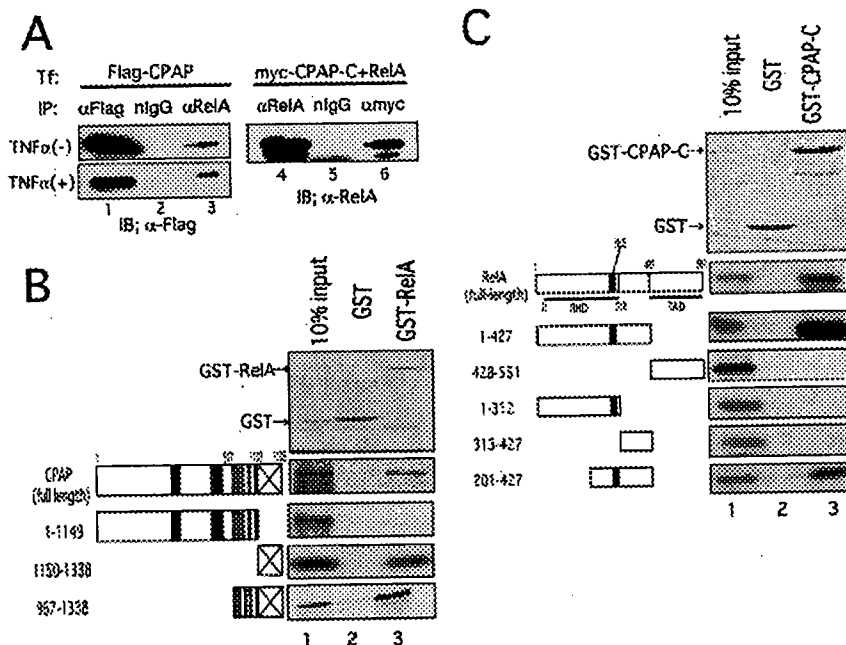 A
Tf: Flag-CPAP myc-CPAP-C+RelA
IP: αFlag nIgG αRelA αRelA nIgG αmyc
TNFα(-)
TNFα(+)
1 2 3 4 5 6
IB; α-Flag IB; α-RelA
B
10% input GST GST-RelA
GST-RelA→
GST→
CPAP
(full length)
1-1149
1150-1338
967-1338
1 2 3
C
10% input GST GST-CPAP-C
GST-CPAP-C→
GST→
RelA
(full-length)
RHD TAD
1-427
428-551
1-312
313-427
201-427
1 2 3